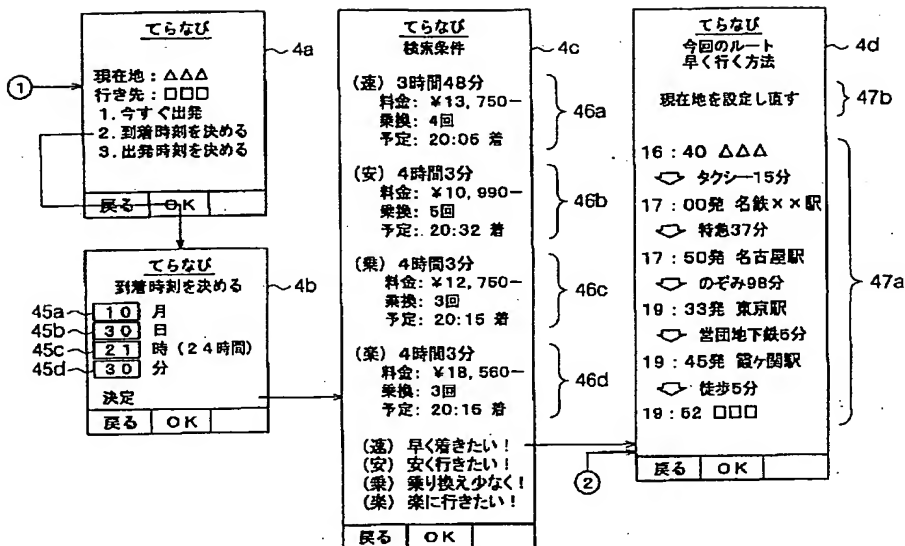 ①
てらなび
4a
現在地：△△△
行き先：□□□
1. 今すぐ出発
2. 到着時刻を決める
3. 出発時刻を決める
戻る OK
てらなび
到着時刻を決める
4b
45a 10 月
45b 30 日
45c 21 時（24時間）
45d 30 分
決定
戻る OK
てらなび
検索条件
4c
(速) 3時間48分
料金: ¥13,750−
乗換: 4回
予定: 20:05 着
46a
(安) 4時間3分
料金: ¥10,990−
乗換: 5回
予定: 20:32 着
46b
(乗) 4時間3分
料金: ¥12,750−
乗換: 3回
予定: 20:15 着
46c
(楽) 4時間3分
料金: ¥18,560−
乗換: 3回
予定: 20:15 着
46d
(速) 早く着きたい！
(安) 安く行きたい！
(乗) 乗り換え少なく！
(楽) 楽に行きたい！
戻る OK
②
てらなび
今回のルート
早く行く方法
4d
現在地を設定し直す
47b
16：40 △△△
タクシー15分
17：00発 名鉄××駅
特急37分
17：50発 名古屋駅
のぞみ98分
19：33発 東京駅
営団地下鉄5分
19：45発 霞ヶ関駅
徒歩5分
19：52 □□□
47a
戻る OK